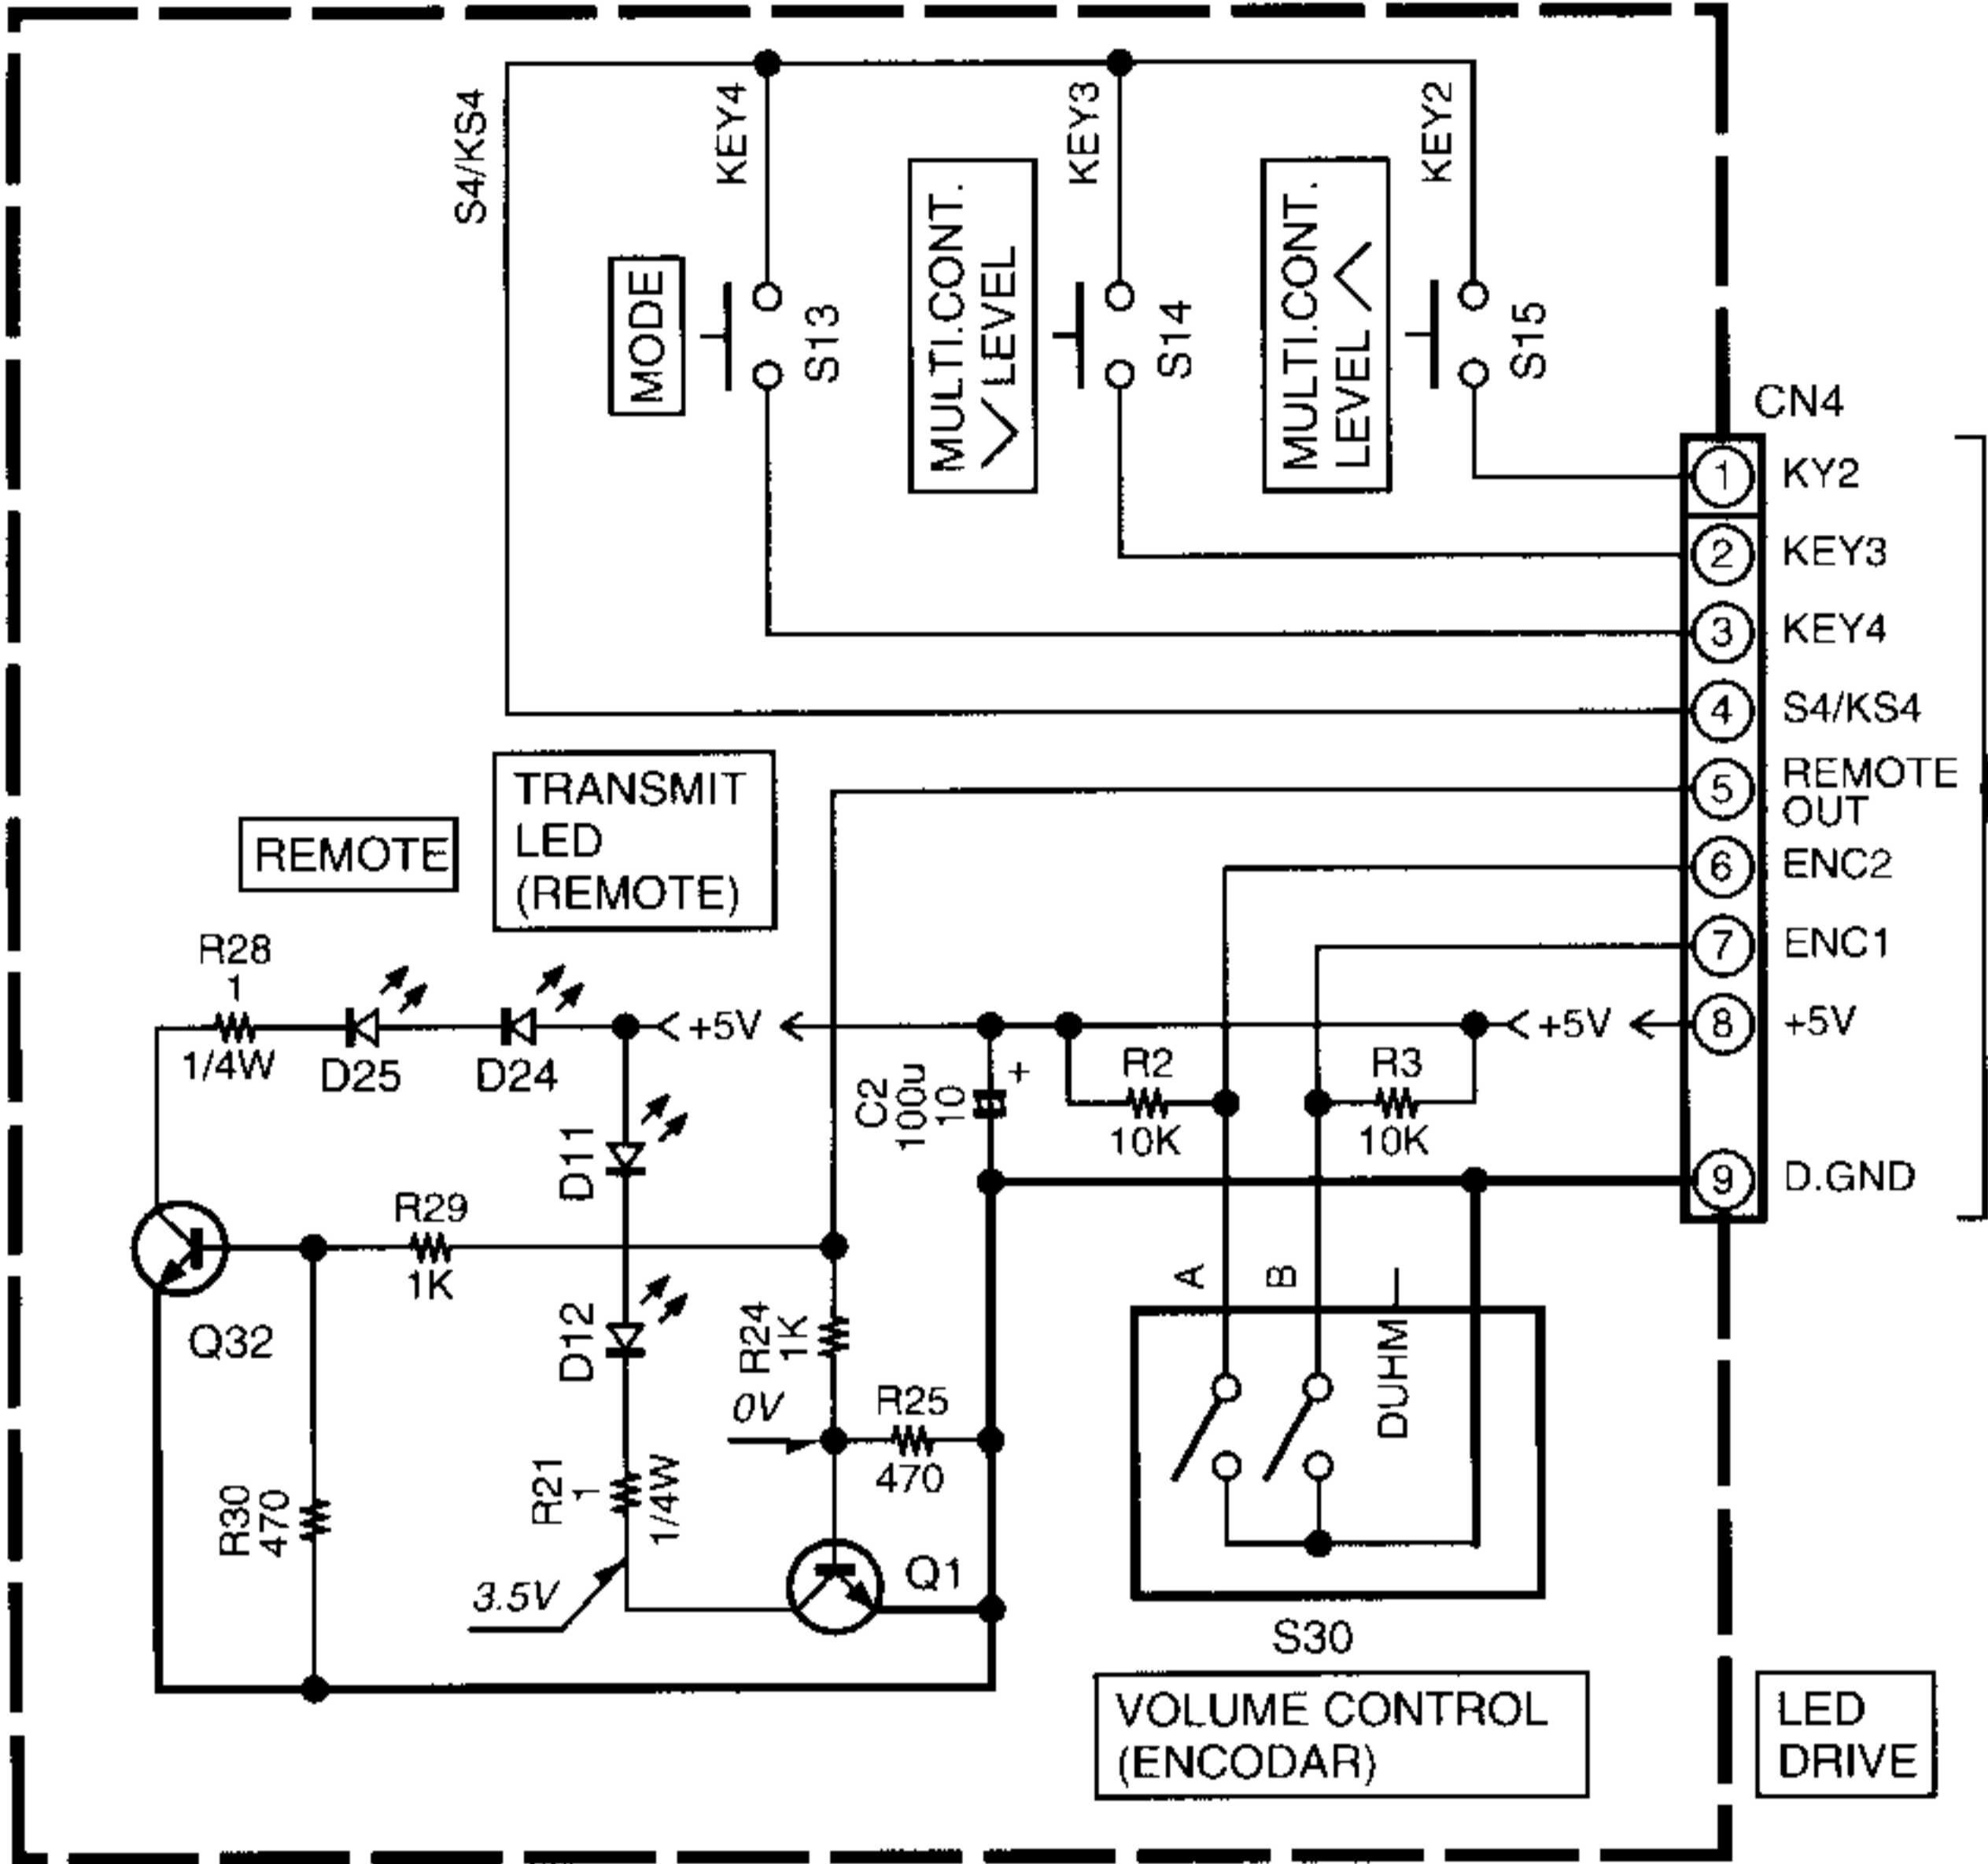 S4/KS4
KEY4
KEY3
KEY2
MODE
S13
MULTI.CONT.
LEVEL
S14
MULTI.CONT.
LEVEL
S15
CN4
1
KY2
2
KEY3
3
KEY4
4
S4/KS4
5
REMOTE
OUT
6
ENC2
7
ENC1
8
+5V
9
D.GND
REMOTE
TRANSMIT
LED
(REMOTE)
R28
1
1/4W
D25
D24
+5V
+5V
C2
100u
10
+
R2
10K
R3
10K
D11
R29
1K
Q32
D12
R24
1K
0V
R25
470
R30
470
R21
1
1/4W
3.5V
Q1
A
B
DUHM
S30
VOLUME CONTROL
(ENCODAR)
LED
DRIVE